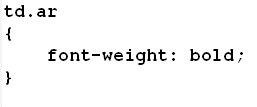 td.ar
{
    font-weight: bold;
}